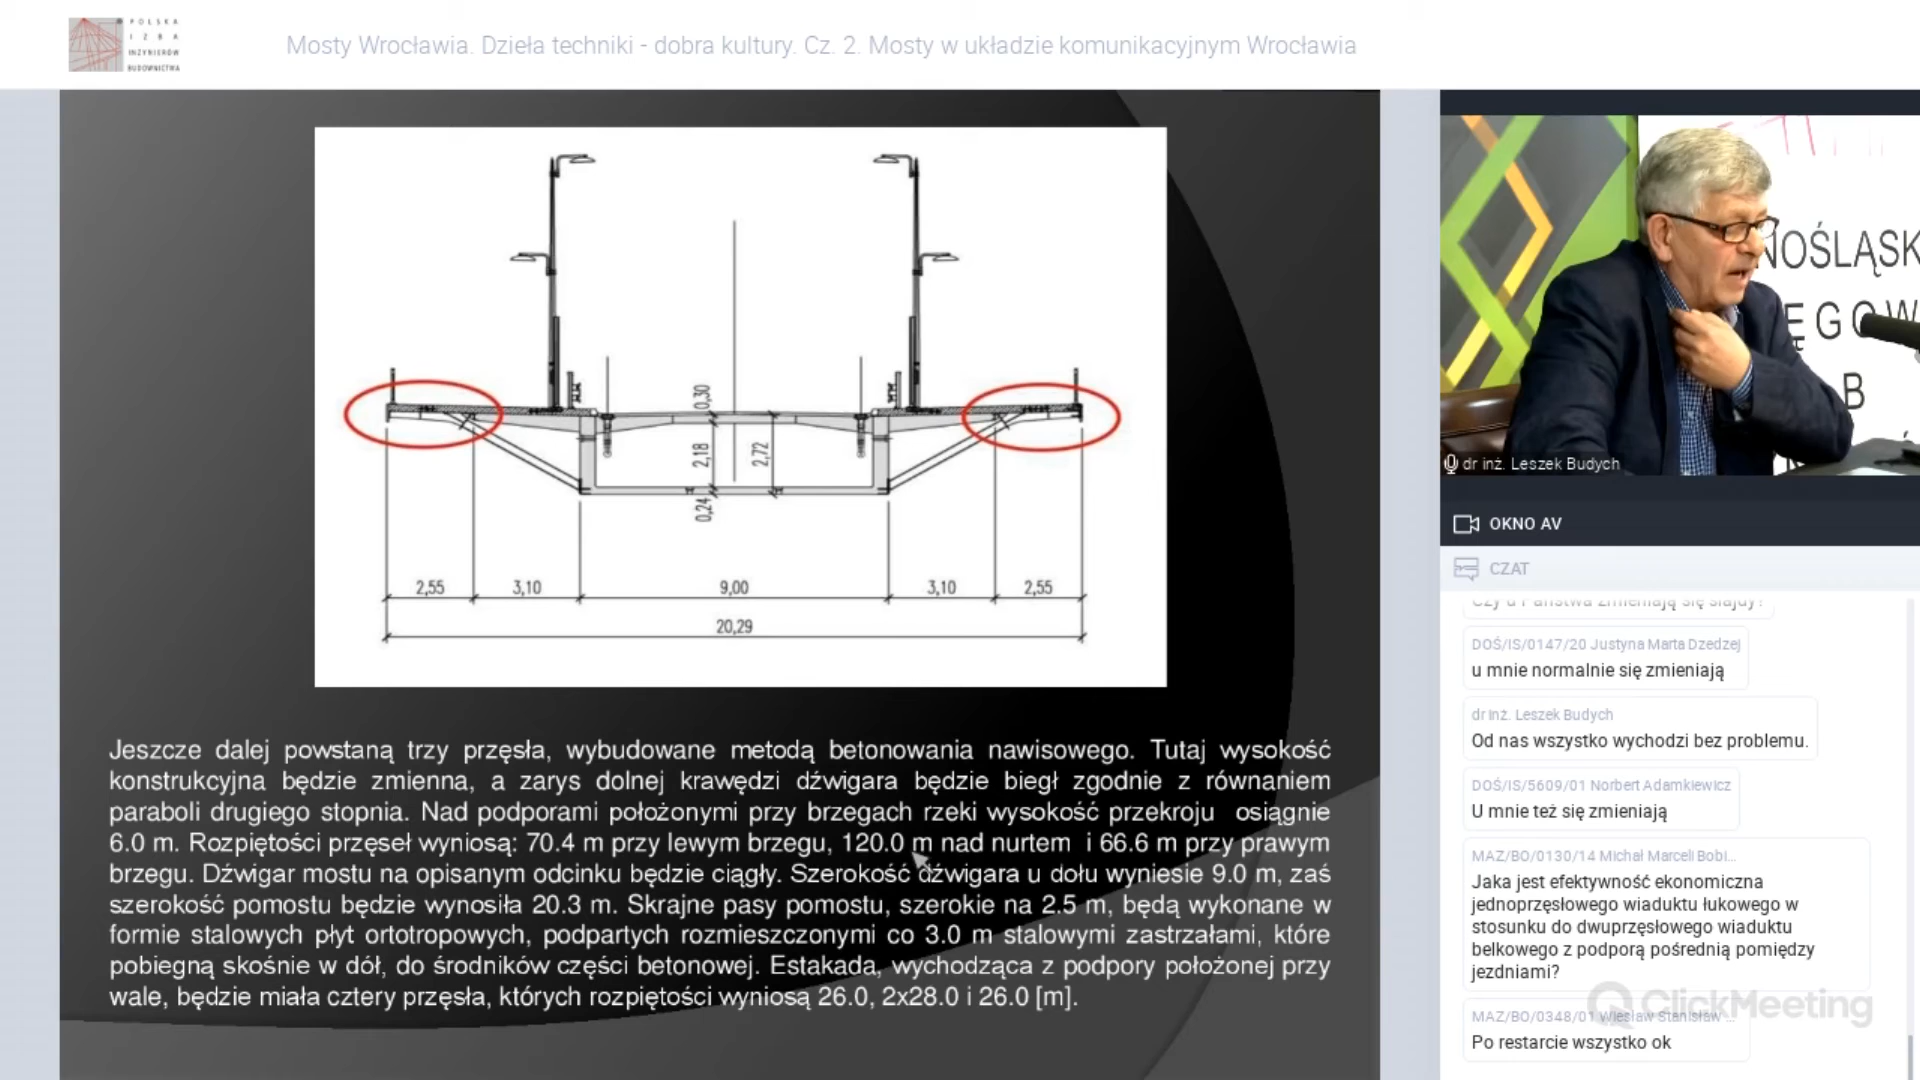 POLSKA
IZBA
INŻYNIERÓW
BUDOWNICTWA
Mosty Wrocławia. Dzieła techniki - dobra kultury. Cz. 2. Mosty w układzie komunikacyjnym Wrocławia
0,30
2,18
2,72
0,24
2,55 3,10 9,00 3,10 2,55
20,29
Jeszcze dalej powstaną trzy przęsła, wybudowane metodą betonowania nawisowego. Tutaj wysokość
konstrukcyjna będzie zmienna, a zarys dolnej krawędzi dźwigara będzie biegł zgodnie z równaniem
paraboli drugiego stopnia. Nad podporami położonymi przy brzegach rzeki wysokość przekroju osiągnie
6.0 m. Rozpiętości przęseł wyniosą: 70.4 m przy lewym brzegu, 120.0 m nad nurtem i 66.6 m przy prawym
brzegu. Dźwigar mostu na opisanym odcinku będzie ciągły. Szerokość dźwigara u dołu wyniesie 9.0 m, zaś
szerokość pomostu będzie wynosiła 20.3 m. Skrajne pasy pomostu, szerokie na 2.5 m, będą wykonane w
formie stalowych płyt ortotropowych, podpartych rozmieszczonymi co 3.0 m stalowymi zastrzałami, które
pobiegną skośnie w dół, do środników części betonowej. Estakada, wychodząca z podpory położonej przy
wale, będzie miała cztery przęsła, których rozpiętości wyniosą 26.0, 2x28.0 i 26.0 [m].
NOŚLĄSK
ĘGOW
B
dr inż. Leszek Budych
OKNO AV
CZAT
Czy u Państwa zmieniają się slajdy?
DOŚ/IS/0147/20 Justyna Marta Dzedzej
u mnie normalnie się zmieniają
dr inż. Leszek Budych
Od nas wszystko wychodzi bez problemu.
DOŚ/IS/5609/01 Norbert Adamkiewicz
U mnie też się zmieniają
MAZ/BO/0130/14 Michał Marceli Bobi...
Jaka jest efektywność ekonomiczna
jednoprzęsłowego wiaduktu łukowego w
stosunku do dwuprzęsłowego wiaduktu
belkowego z podporą pośrednią pomiędzy
jezdniami?
ClickMeeting
MAZ/BO/0348/01 Wiesław Stanisław ...
Po restarcie wszystko ok